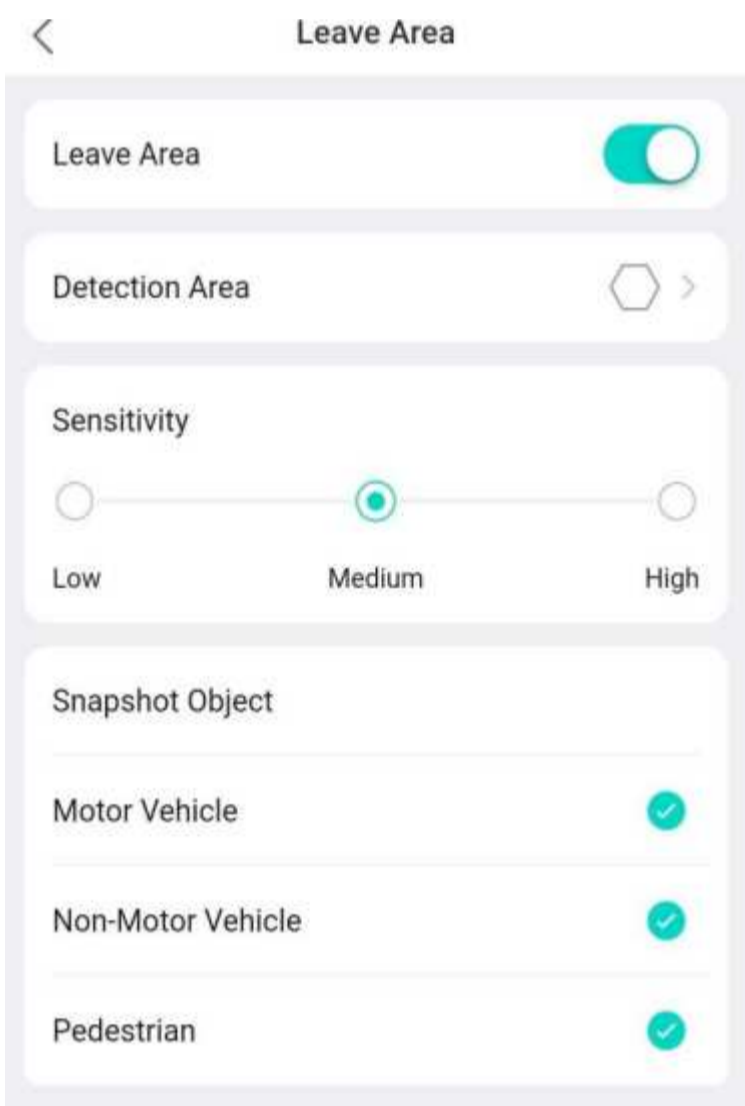 Leave Area
Leave Area
Detection Area
Sensitivity
Low Medium High
Snapshot Object
Motor Vehicle
Non-Motor Vehicle
Pedestrian